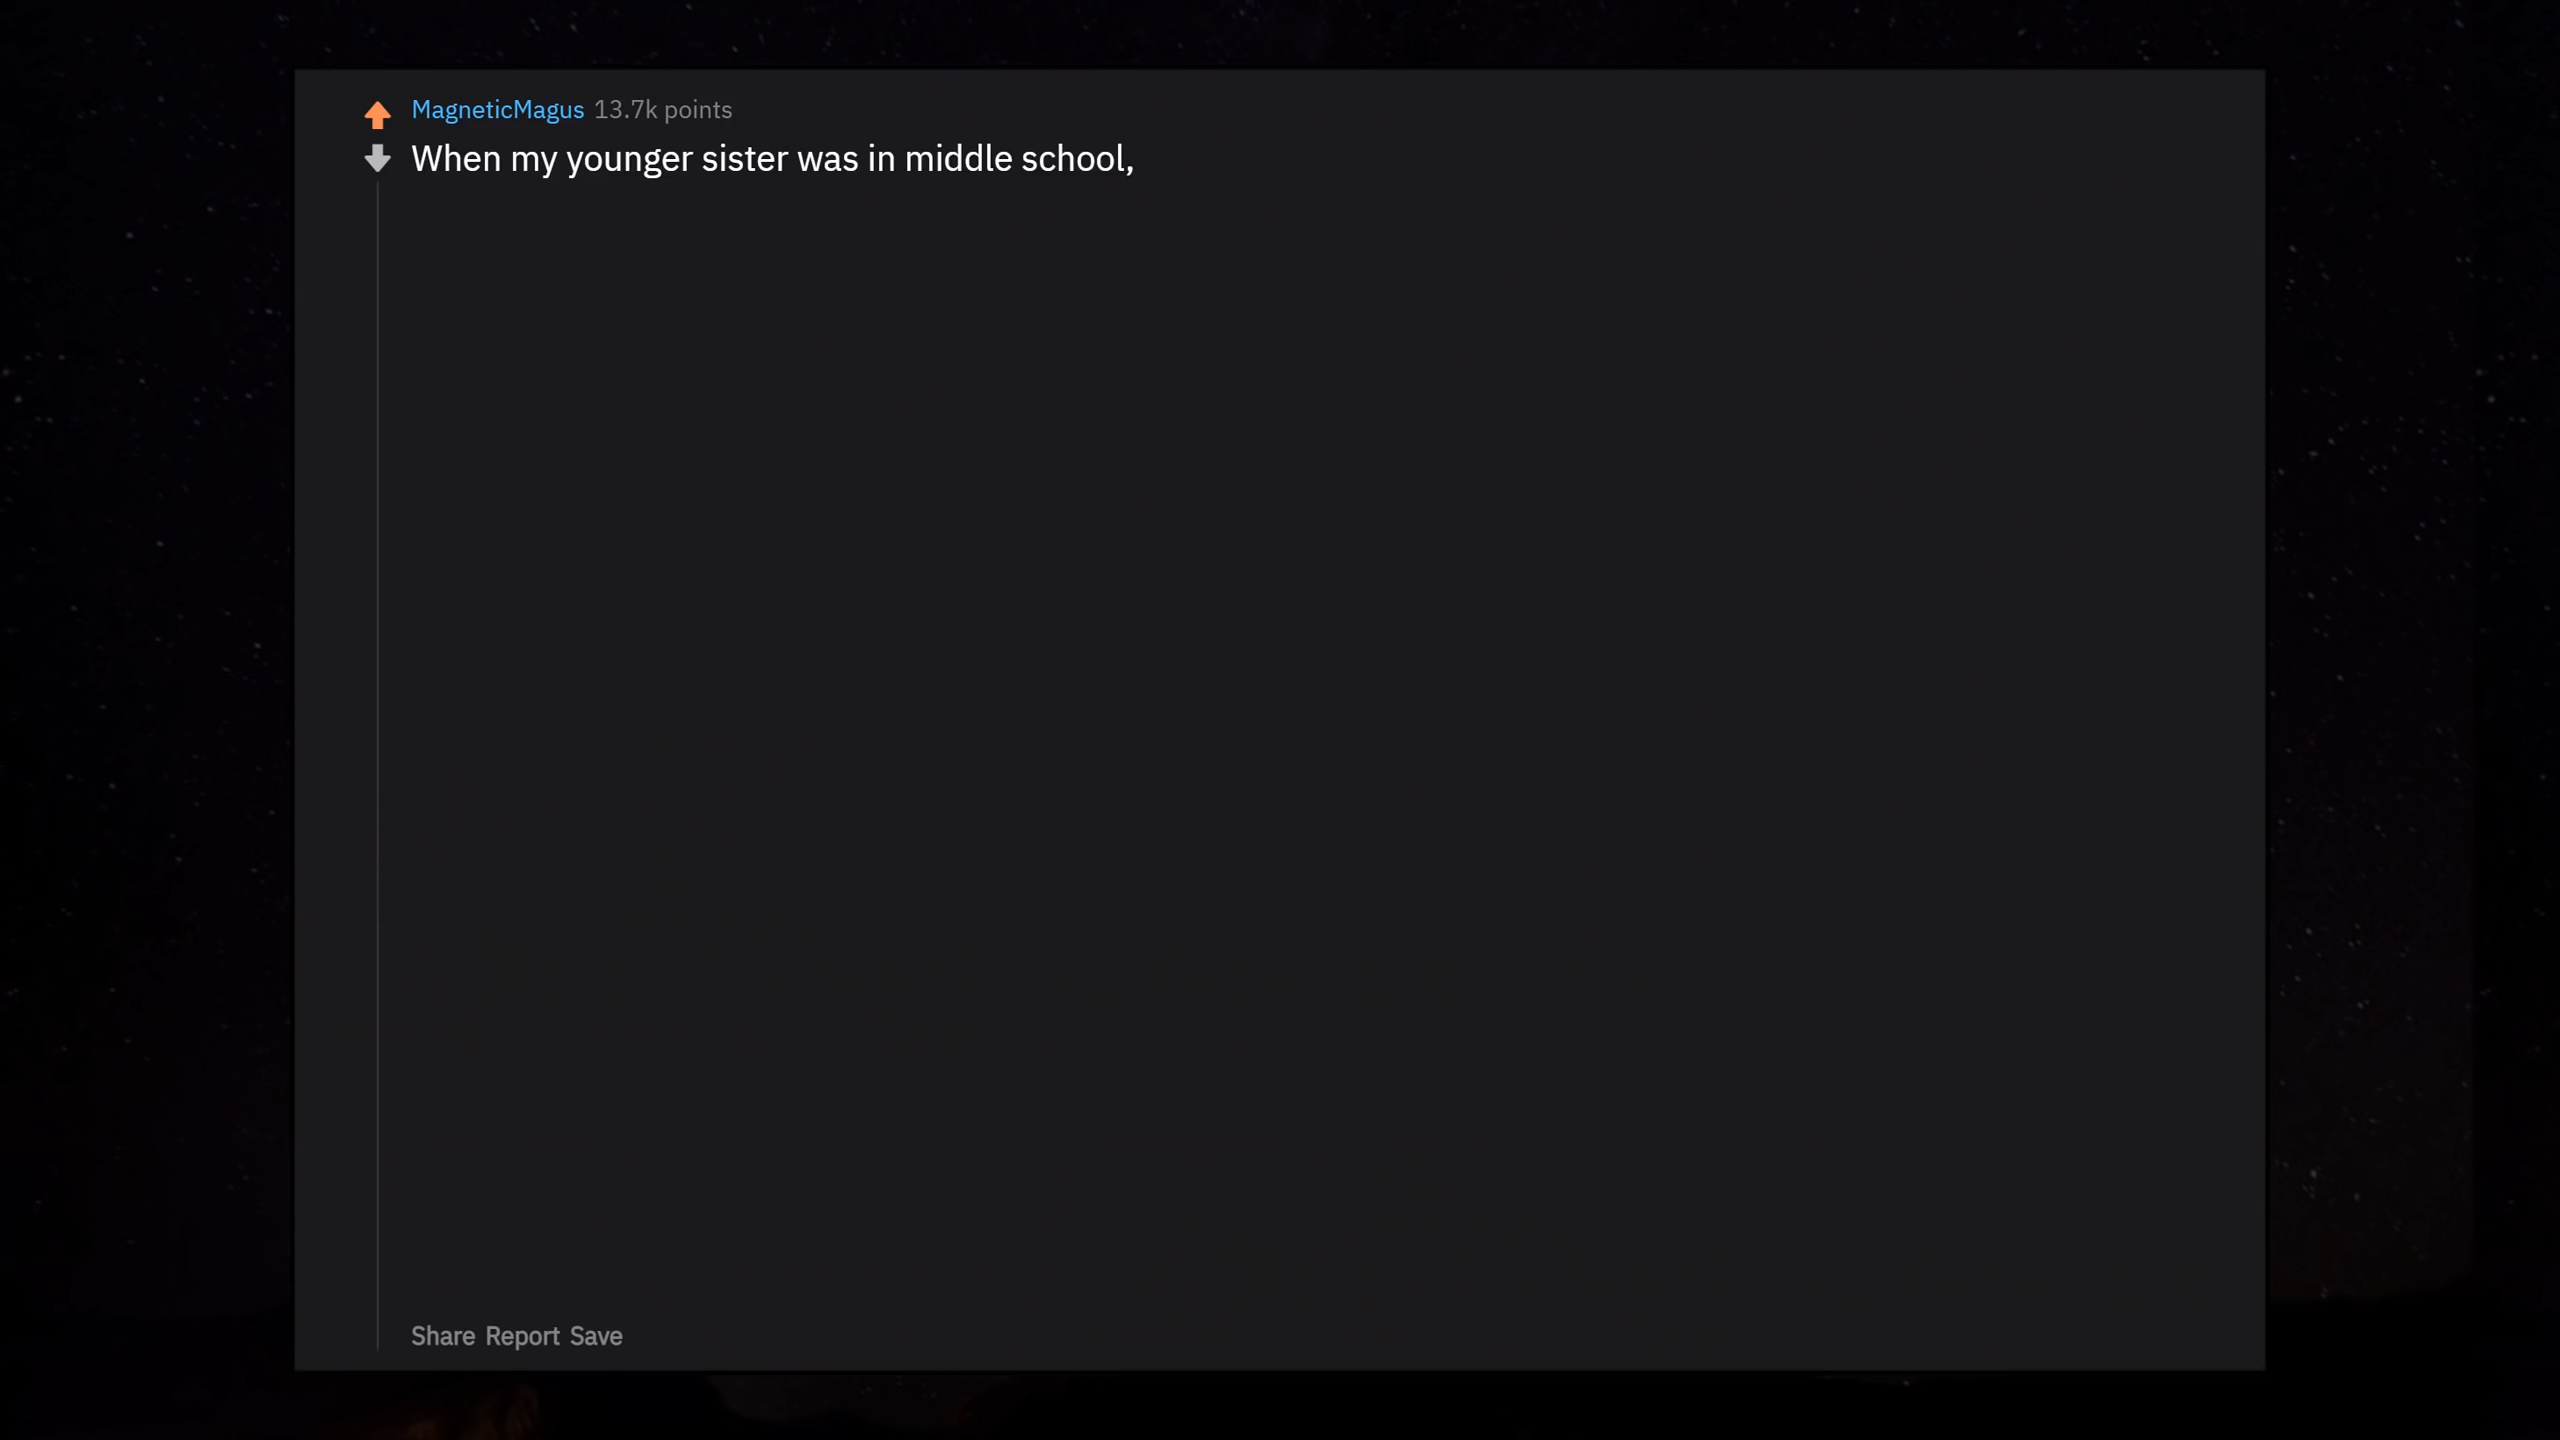 MagneticMagus 13.7k points
When my younger sister was in middle school,
Share Report Save